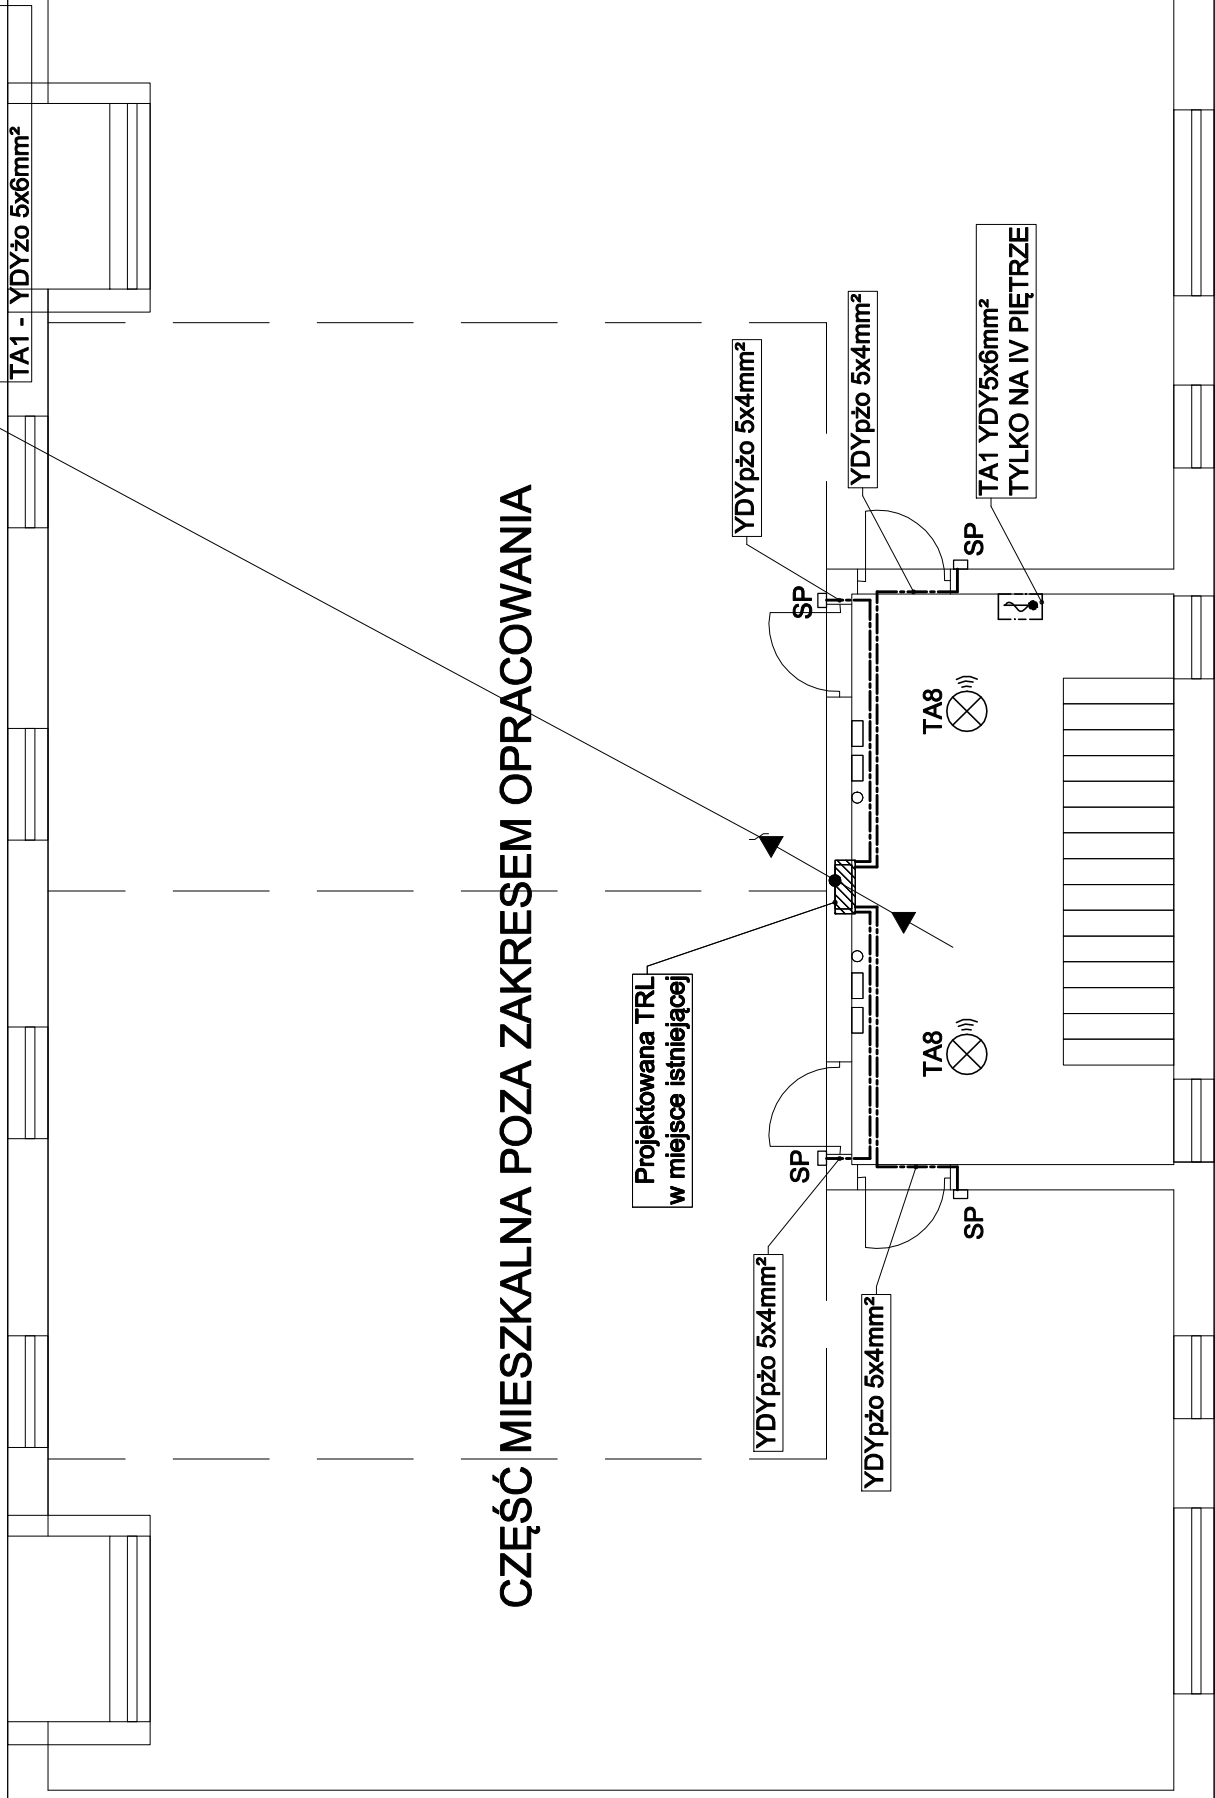 TA1 - YDYżo 5x6mm²
CZĘŚĆ MIESZKALNA POZA ZAKRESEM OPRACOWANIA
Projektowana TRL
w miejsce istniejącej
YDYpżo 5x4mm²
YDYpżo 5x4mm²
SP
SP
TA1 YDY5x6mm²
TYLKO NA IV PIĘTRZE
TA8
TA8
SP
SP
YDYpżo 5x4mm²
YDYpżo 5x4mm²